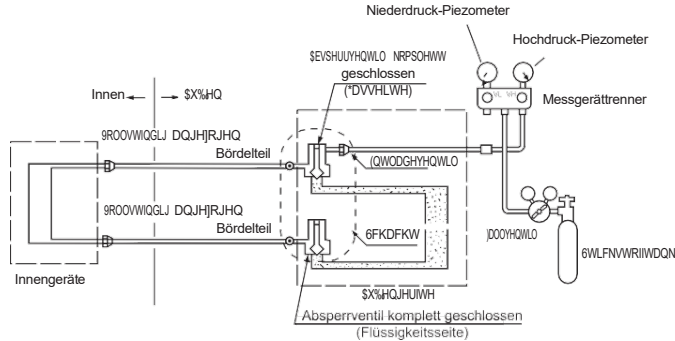 Niederdruck-Piezometer
Hochdruck-Piezometer
$EVSHUUYHQWLO NRPSOHWW
geschlossen
(*DVVHLWH)
Innen
$X‰HQ
Messgerättrenner
9ROOVWlQGLJ DQJH]RJHQ
Bördelteil
(QWODGHYHQWLO
9ROOVWlQGLJ DQJH]RJHQ
Bördelteil
6FKDFKW
)DOOYHQWLO
6WLFNVWRIIWDQN
Innengeräte
$X‰HQJHUlWH
Absperrventil komplett geschlossen
(Flüssigkeitsseite)